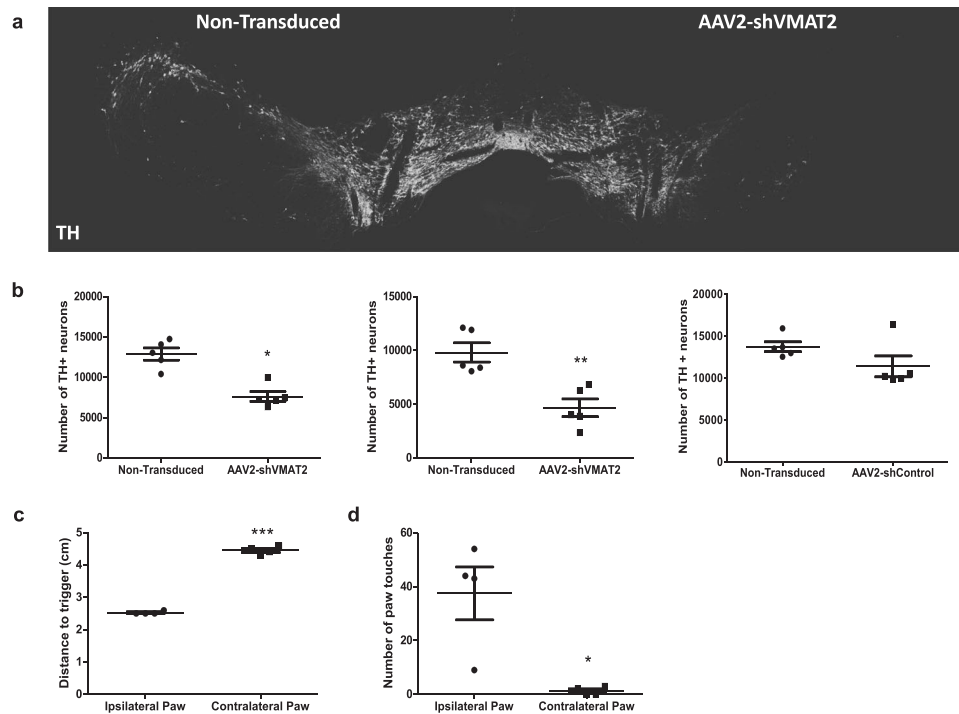 a
Non-Transduced
AAV2-shVMAT2
TH
b
Number of TH+ neurons
20000
15000
10000
5000
0
*
Non-Transduced
AAV2-shVMAT2
Number of TH+ neurons
15000
10000
5000
0
**
Non-Transduced
AAV2-shVMAT2
Number of TH + neurons
20000
15000
10000
5000
0
Non-Transduced
AAV2-shControl
c
Distance to trigger (cm)
5
4
3
2
1
0
***
Ipsilateral Paw
Contralateral Paw
d
Number of paw touches
60
40
20
0
*
Ipsilateral Paw
Contralateral Paw